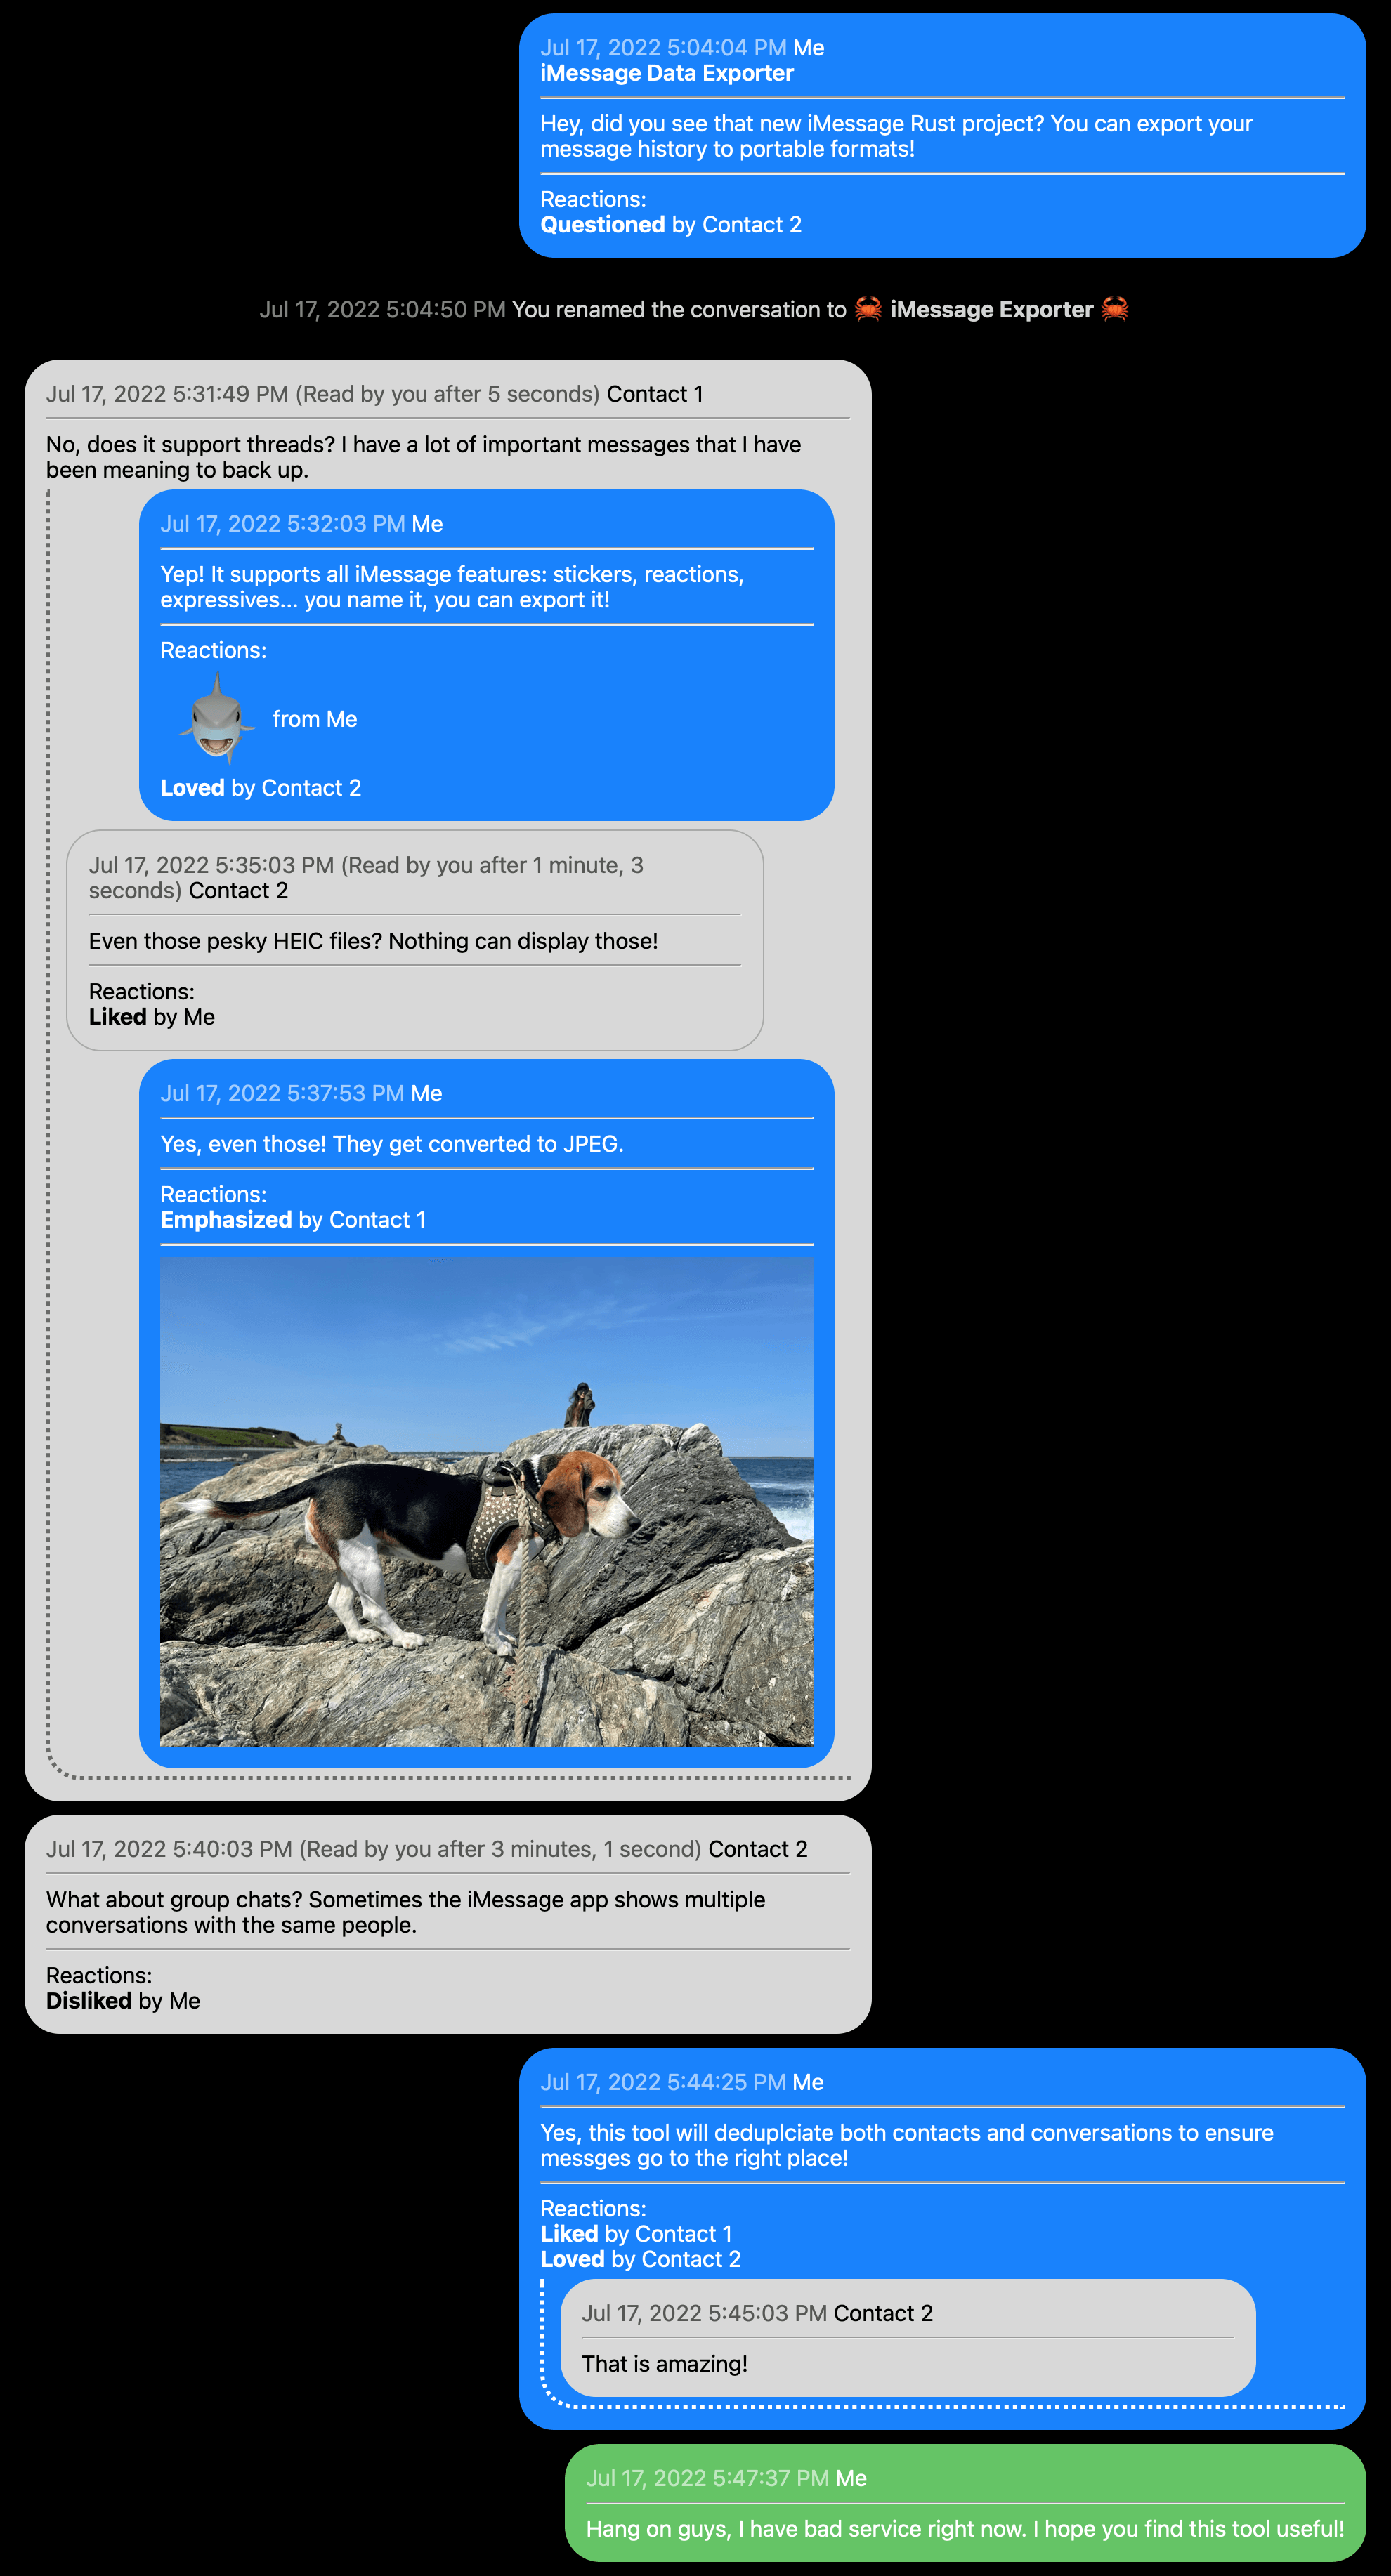 Jul 17, 2022 5:04:04 PM Me
iMessage Data Exporter
Hey, did you see that new iMessage Rust project? You can export your
message history to portable formats!
Reactions:
Questioned by Contact 2
Jul 17, 2022 5:04:50 PM You renamed the conversation to 🦀 iMessage Exporter 🦀
Jul 17, 2022 5:31:49 PM (Read by you after 5 seconds) Contact 1
No, does it support threads? I have a lot of important messages that I have
been meaning to back up.
Jul 17, 2022 5:32:03 PM Me
Yep! It supports all iMessage features: stickers, reactions,
expressives... you name it, you can export it!
Reactions:
from Me
Loved by Contact 2
Jul 17, 2022 5:35:03 PM (Read by you after 1 minute, 3
seconds) Contact 2
Even those pesky HEIC files? Nothing can display those!
Reactions:
Liked by Me
Jul 17, 2022 5:37:53 PM Me
Yes, even those! They get converted to JPEG.
Reactions:
Emphasized by Contact 1
Jul 17, 2022 5:40:03 PM (Read by you after 3 minutes, 1 second) Contact 2
What about group chats? Sometimes the iMessage app shows multiple
conversations with the same people.
Reactions:
Disliked by Me
Jul 17, 2022 5:44:25 PM Me
Yes, this tool will deduplciate both contacts and conversations to ensure
messges go to the right place!
Reactions:
Liked by Contact 1
Loved by Contact 2
Jul 17, 2022 5:45:03 PM Contact 2
That is amazing!
Jul 17, 2022 5:47:37 PM Me
Hang on guys, I have bad service right now. I hope you find this tool useful!